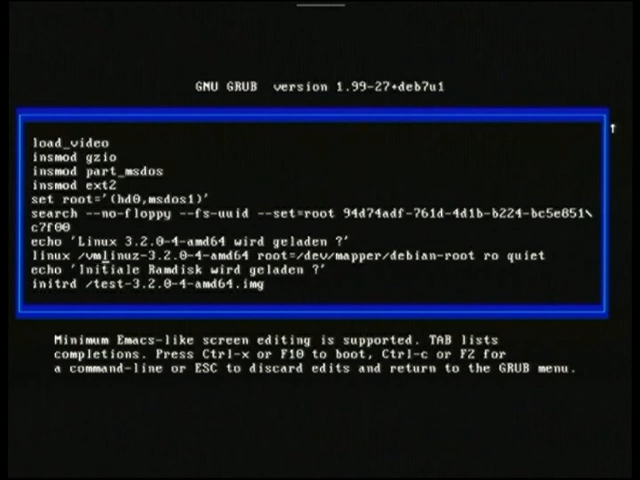 GNU GRUB version 1.99-27+deb7u1
load_video
insmod gzio
insmod part_msdos
insmod ext2
set root='(hd0,msdos1)'
search --no-floppy --fs-uuid --set=root 94d74adf-761d-4d1b-b224-bc5e851\
c7f00
echo 'Linux 3.2.0-4-amd64 wird geladen ?'
linux /vmlinuz-3.2.0-4-amd64 root=/dev/mapper/debian-root ro quiet
echo 'Initiale Ramdisk wird geladen ?'
initrd /test-3.2.0-4-amd64.img
Minimum Emacs-like screen editing is supported. TAB lists
completions. Press Ctrl-x or F10 to boot, Ctrl-c or F2 for
a command-line or ESC to discard edits and return to the GRUB menu.